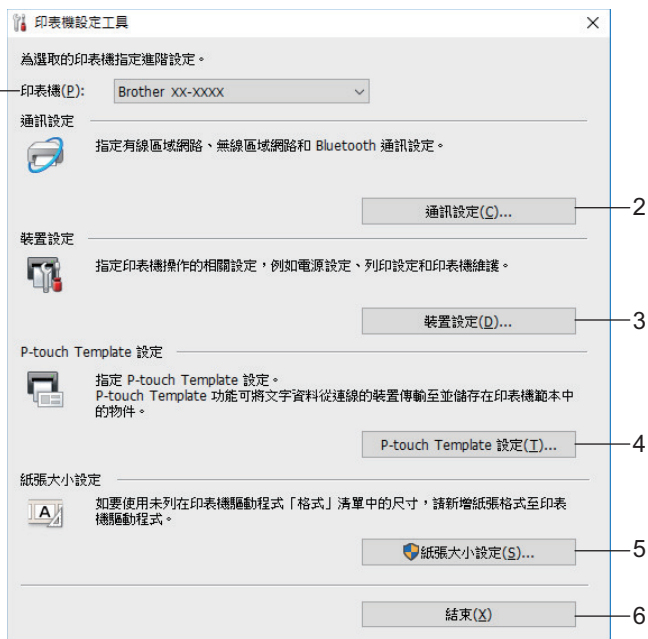 印表機設定工具
為選取的印表機指定進階設定。
印表機(P):
Brother XX-XXXX
通訊設定
指定有線區域網路、無線區域網路和 Bluetooth 通訊設定。
通訊設定(C)...
2
裝置設定
指定印表機操作的相關設定，例如電源設定、列印設定和印表機維護。
裝置設定(D)...
3
P-touch Template 設定
指定 P-touch Template 設定。
P-touch Template 功能可將文字資料從連線的裝置傳輸至並儲存在印表機範本中
的物件。
P-touch Template 設定(T)...
4
紙張大小設定
A
如要使用未列在印表機驅動程式「格式」清單中的尺寸，請新增紙張格式至印表
機驅動程式。
紙張大小設定(S)...
5
結束(X)
6